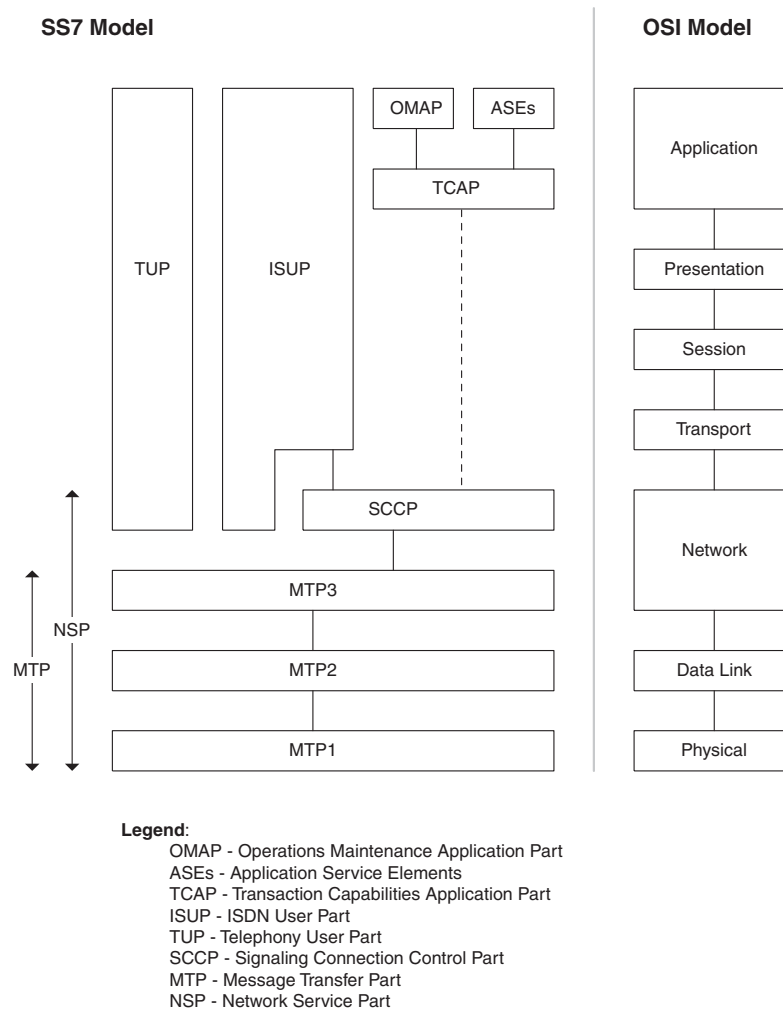 SS7 Model
OSI Model
OMAP
ASEs
Application
TCAP
TUP
ISUP
Presentation
Session
Transport
SCCP
Network
MTP3
NSP
MTP
MTP2
Data Link
MTP1
Physical
Legend:
OMAP - Operations Maintenance Application Part
ASEs - Application Service Elements
TCAP - Transaction Capabilities Application Part
ISUP - ISDN User Part
TUP - Telephony User Part
SCCP - Signaling Connection Control Part
MTP - Message Transfer Part
NSP - Network Service Part